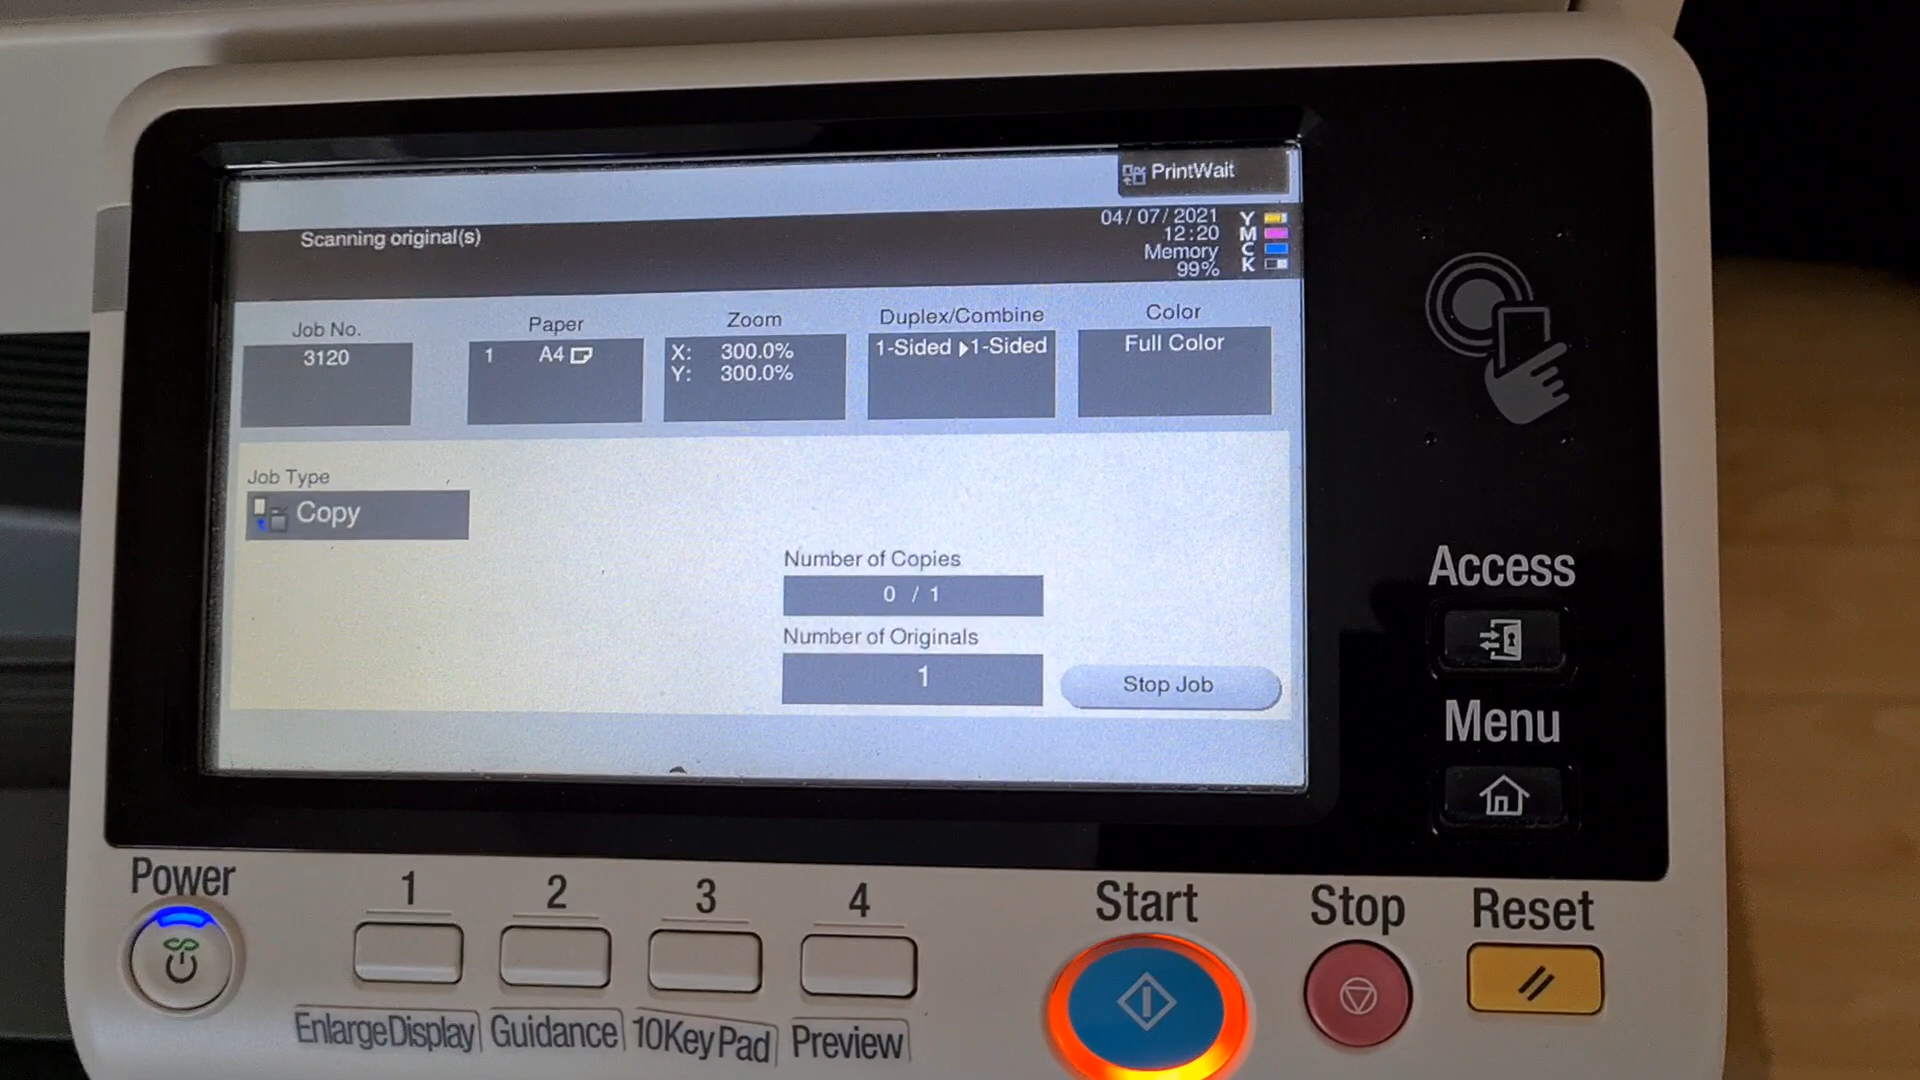 PrintWait
Scanning original(s)
04/07/2021
12:20
Memory
99%
Y
M
C
K
Job No.
3120
Paper
1 A4
Zoom
X: 300.0%
Y: 300.0%
Duplex/Combine
1-Sided ▶1-Sided
Color
Full Color
Job Type
Copy
Number of Copies
0 / 1
Number of Originals
1
Stop Job
Access
Menu
Power
1
2
3
4
Start
Stop
Reset
EnlargeDisplay
Guidance
10KeyPad
Preview